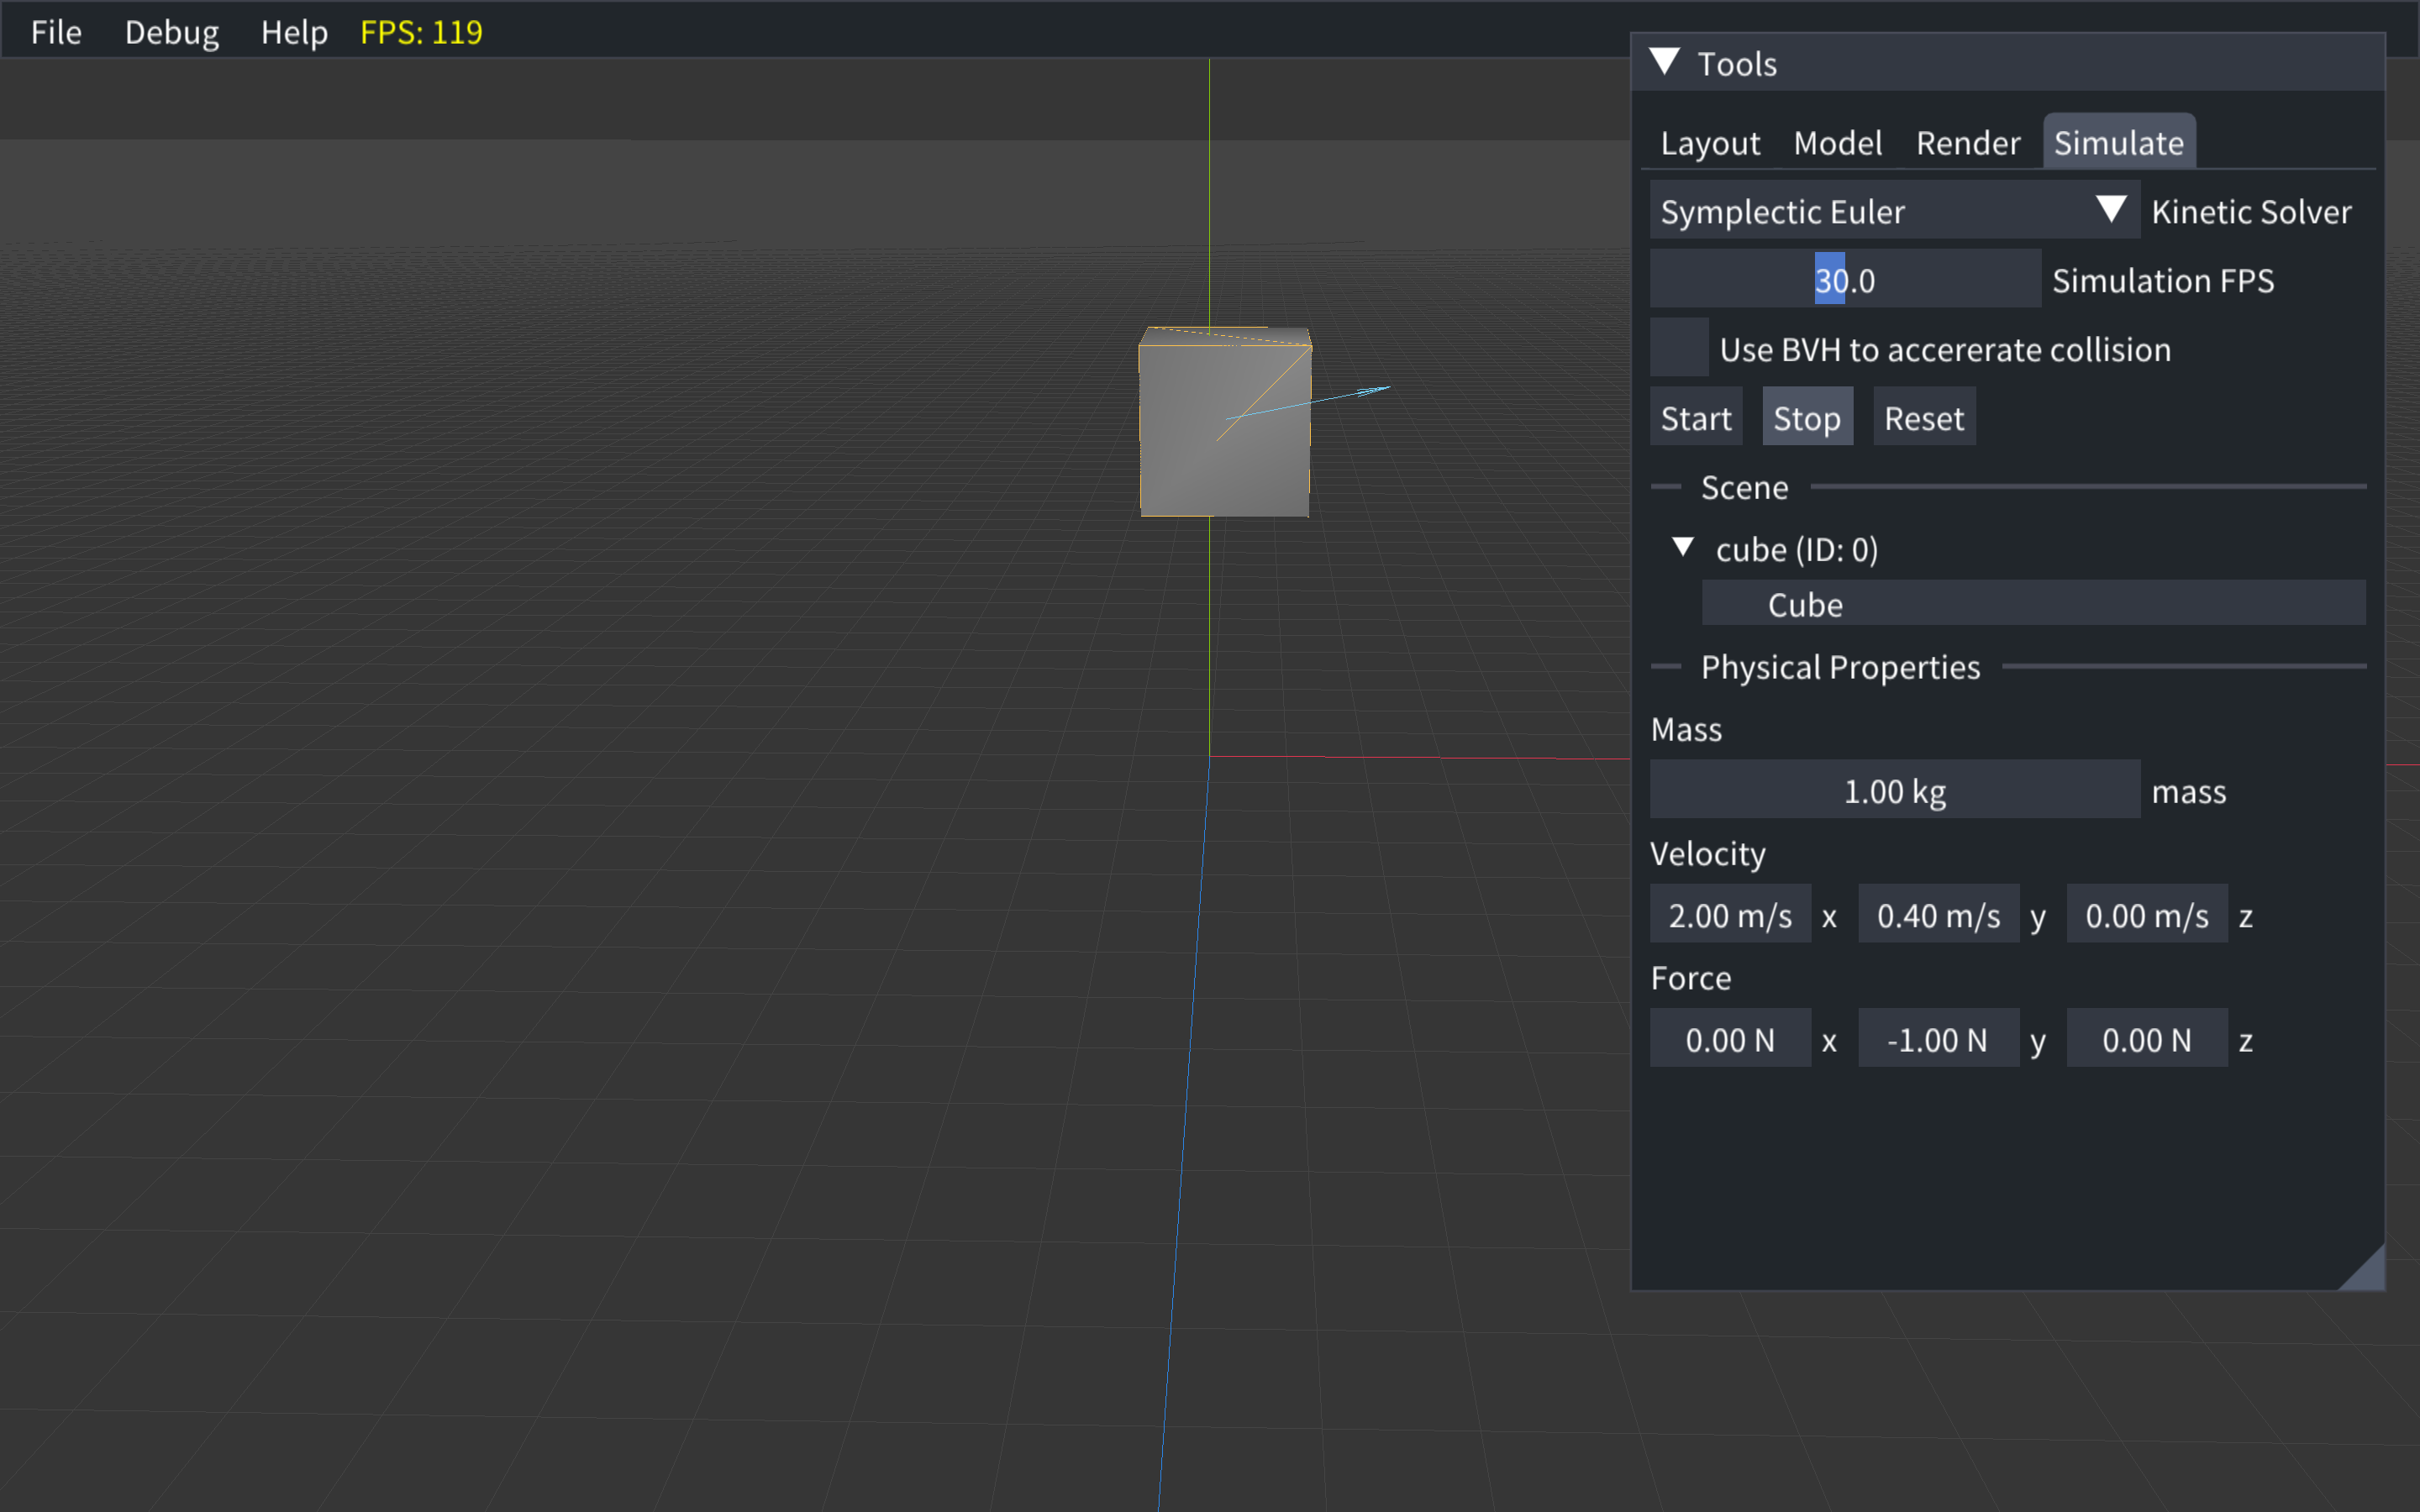 File Debug Help FPS: 119
Tools
Layout Model Render Simulate
Symplectic Euler Kinetic Solver
30.0 Simulation FPS
Use BVH to accererate collision
Start Stop Reset
Scene
cube (ID: 0)
Cube
Physical Properties
Mass
1.00 kg mass
Velocity
2.00 m/s x 0.40 m/s y 0.00 m/s z
Force
0.00 N x -1.00 N y 0.00 N z